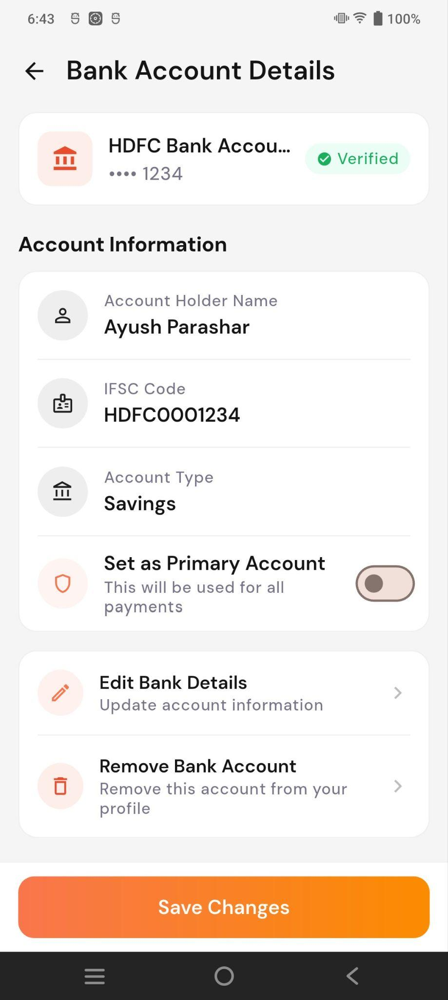 6:43
100%
Bank Account Details
HDFC Bank Accou...
•••• 1234
Verified
Account Information
Account Holder Name
Ayush Parashar
IFSC Code
HDFC0001234
Account Type
Savings
Set as Primary Account
This will be used for all
payments
Edit Bank Details
Update account information
Remove Bank Account
Remove this account from your
profile
Save Changes